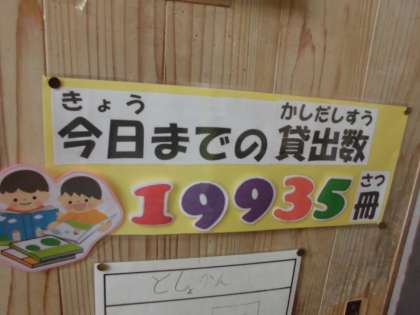 きょう かしだしすう
今日までの 貸出数
19935冊
さつ
としょかん